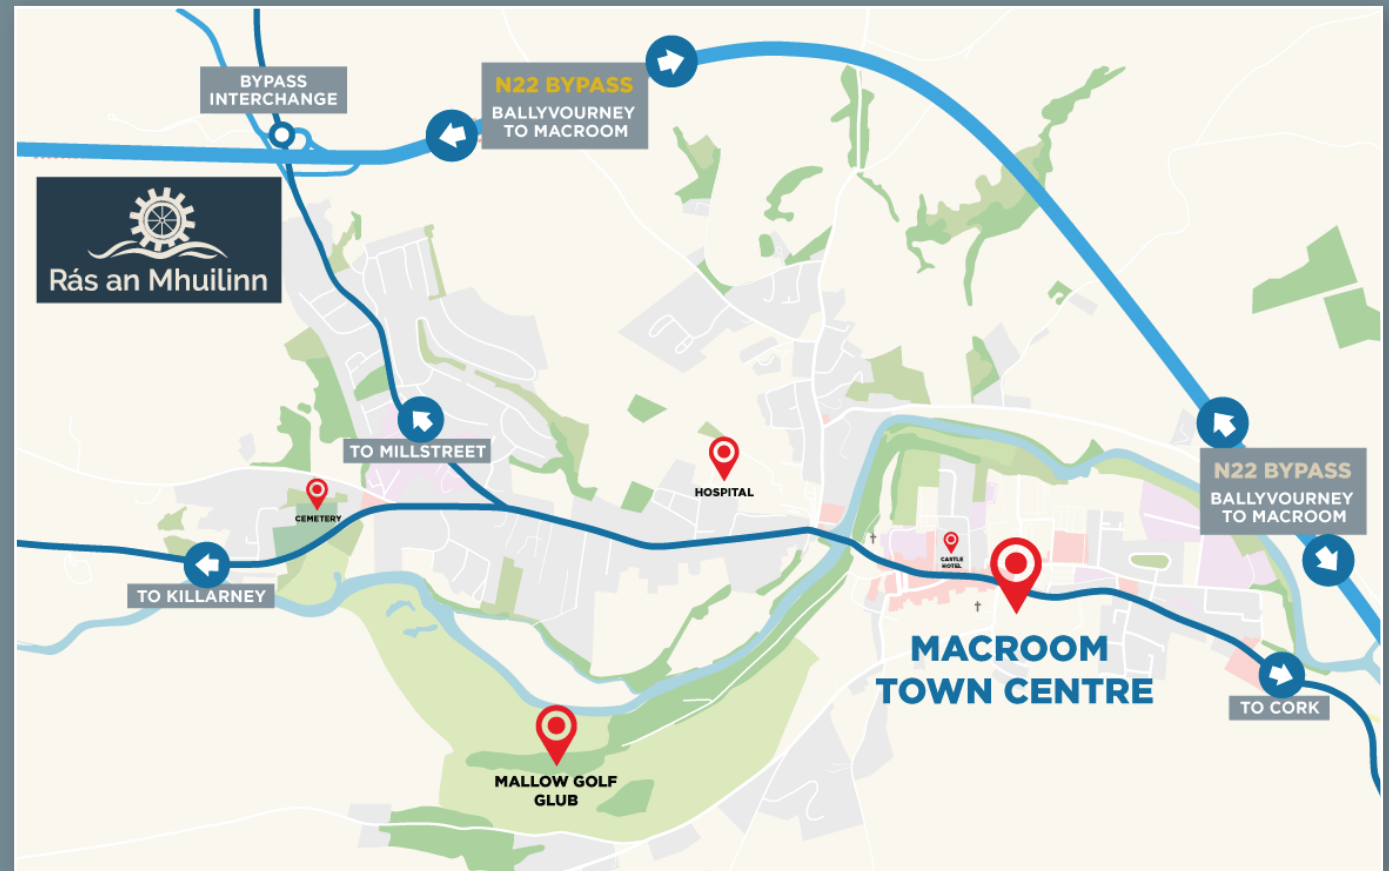 BYPASS
INTERCHANGE
N22 BYPASS
BALLYVOURNEY
TO MACROOM
Rás an Mhuilinn
TO MILLSTREET
HOSPITAL
CEMETERY
N22 BYPASS
BALLYVOURNEY
TO MACROOM
CASTLE
HOTEL
TO KILLARNEY
MACROOM
TOWN CENTRE
TO CORK
MALLOW GOLF
GLUB